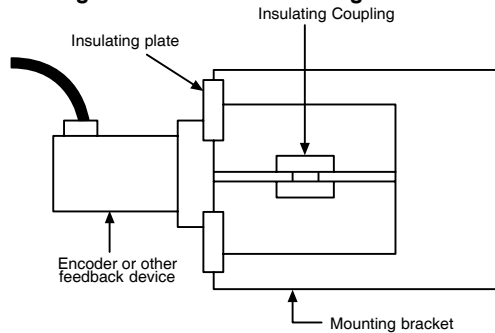 Insulating Coupling
Insulating plate
Encoder or other
feedback device
Mounting bracket